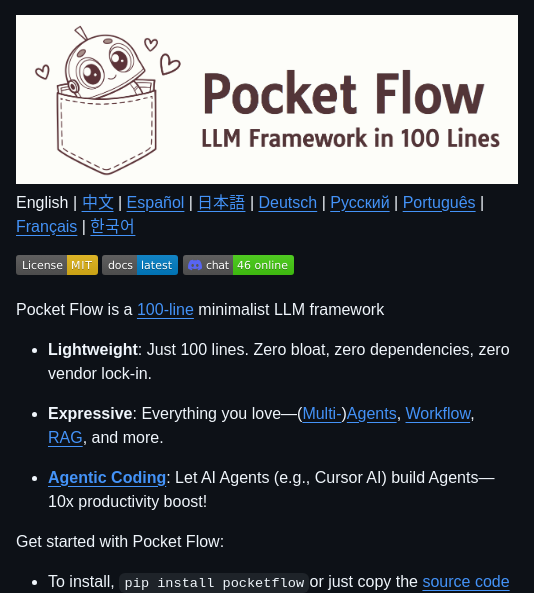 Pocket Flow
LLM Framework in 100 Lines
English | 中文 | Español | 日本語 | Deutsch | Русский | Português |
Français | 한국어
License MIT docs latest chat 46 online
Pocket Flow is a 100-line minimalist LLM framework
• Lightweight: Just 100 lines. Zero bloat, zero dependencies, zero
vendor lock-in.
• Expressive: Everything you love—(Multi-)Agents, Workflow,
RAG, and more.
• Agentic Coding: Let AI Agents (e.g., Cursor AI) build Agents—
10x productivity boost!
Get started with Pocket Flow:
• To install, pip install pocketflow or just copy the source code